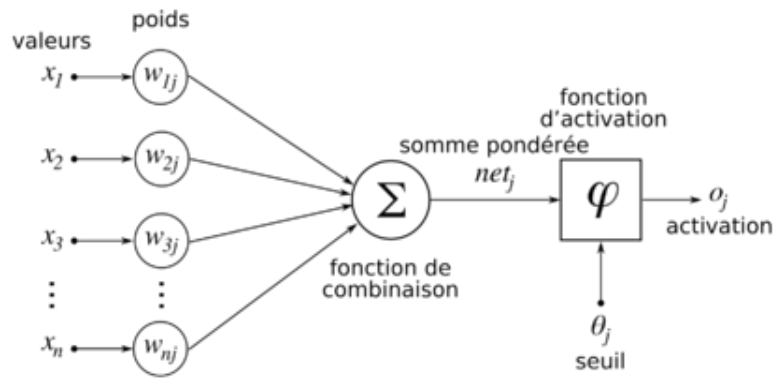 valeurs
poids
x₁
w₁ⱼ
x₂
w₂ⱼ
x₃
w₃ⱼ
⋮ ⋮
xₙ
wₙⱼ
Σ
fonction de
combinaison
somme pondérée
netⱼ
fonction
d’activation
φ
oⱼ
activation
θⱼ
seuil